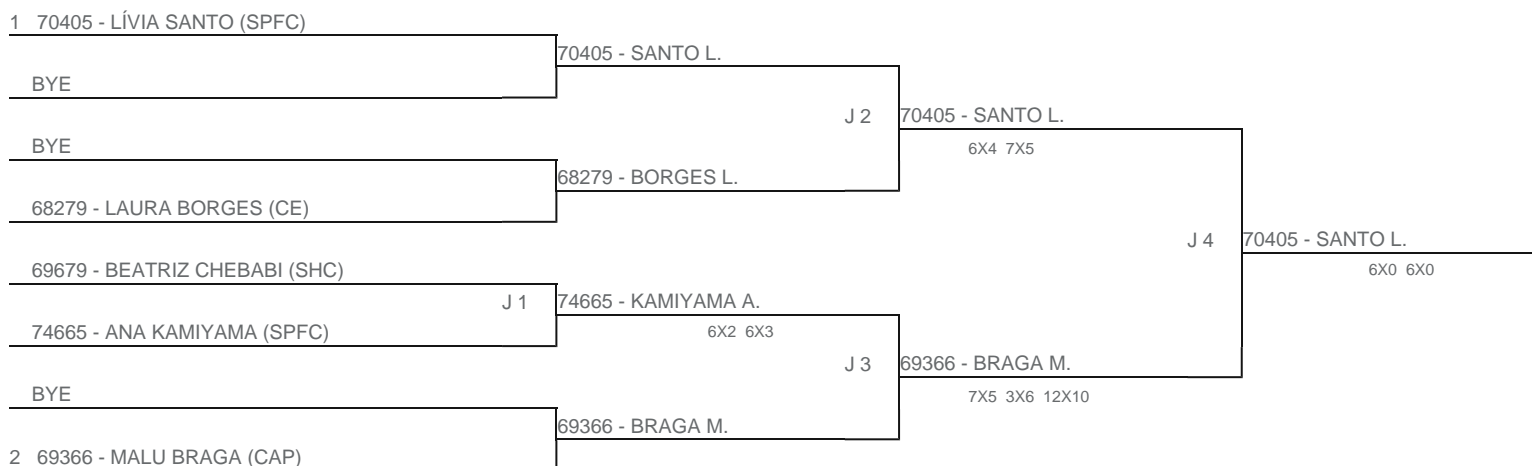 1 70405 - LÍVIA SANTO (SPFC)
70405 - SANTO L.
BYE
J 2
70405 - SANTO L.
6X4 7X5
BYE
68279 - BORGES L.
68279 - LAURA BORGES (CE)
J 4
70405 - SANTO L.
6X0 6X0
69679 - BEATRIZ CHEBABI (SHC)
J 1
74665 - KAMIYAMA A.
6X2 6X3
74665 - ANA KAMIYAMA (SPFC)
J 3
69366 - BRAGA M.
7X5 3X6 12X10
BYE
69366 - BRAGA M.
2 69366 - MALU BRAGA (CAP)